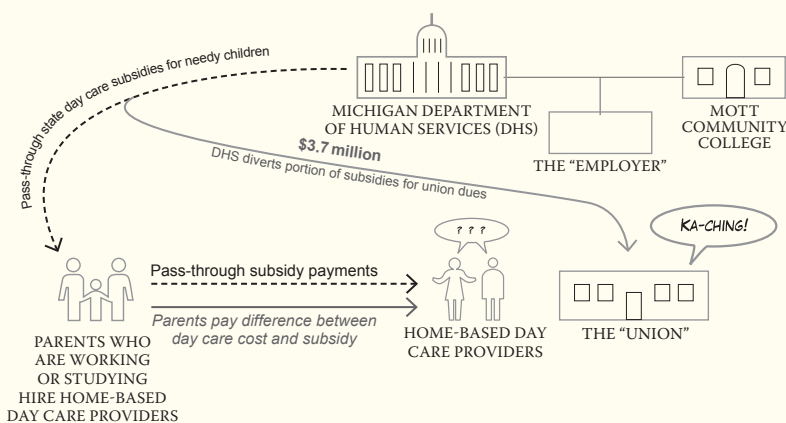 Pass-through state day care subsidies for needy children
MICHIGAN DEPARTMENT
OF HUMAN SERVICES (DHS)
THE “EMPLOYER”
MOTT
COMMUNITY
COLLEGE
$3.7 million
DHS diverts portion of subsidies for union dues
KA-CHING!
? ? ?
Pass-through subsidy payments
Parents pay difference between
day care cost and subsidy
PARENTS WHO
ARE WORKING
OR STUDYING
HIRE HOME-BASED
DAY CARE PROVIDERS
HOME-BASED DAY
CARE PROVIDERS
THE “UNION”